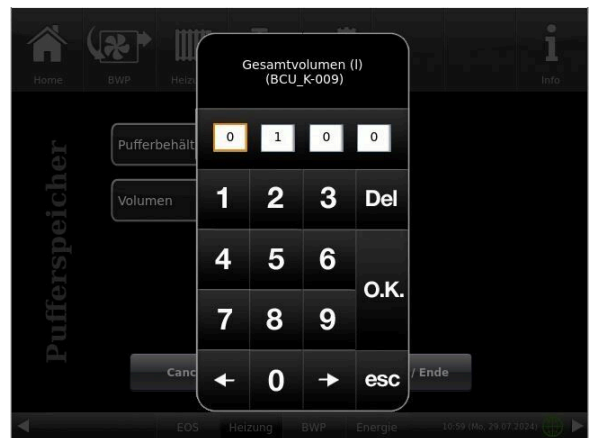 Home
BWP
Heizu
Info
Gesamtvolumen (l)
(BCU_K-009)
0 1 0 0
Pufferspeicher
Pufferbehält
Volumen
1 2 3 Del
4 5 6
O.K.
7 8 9
0 esc
Canc
/ Ende
EOS Heizung BWP Energie 10:59 (Mo, 29.07.2024)